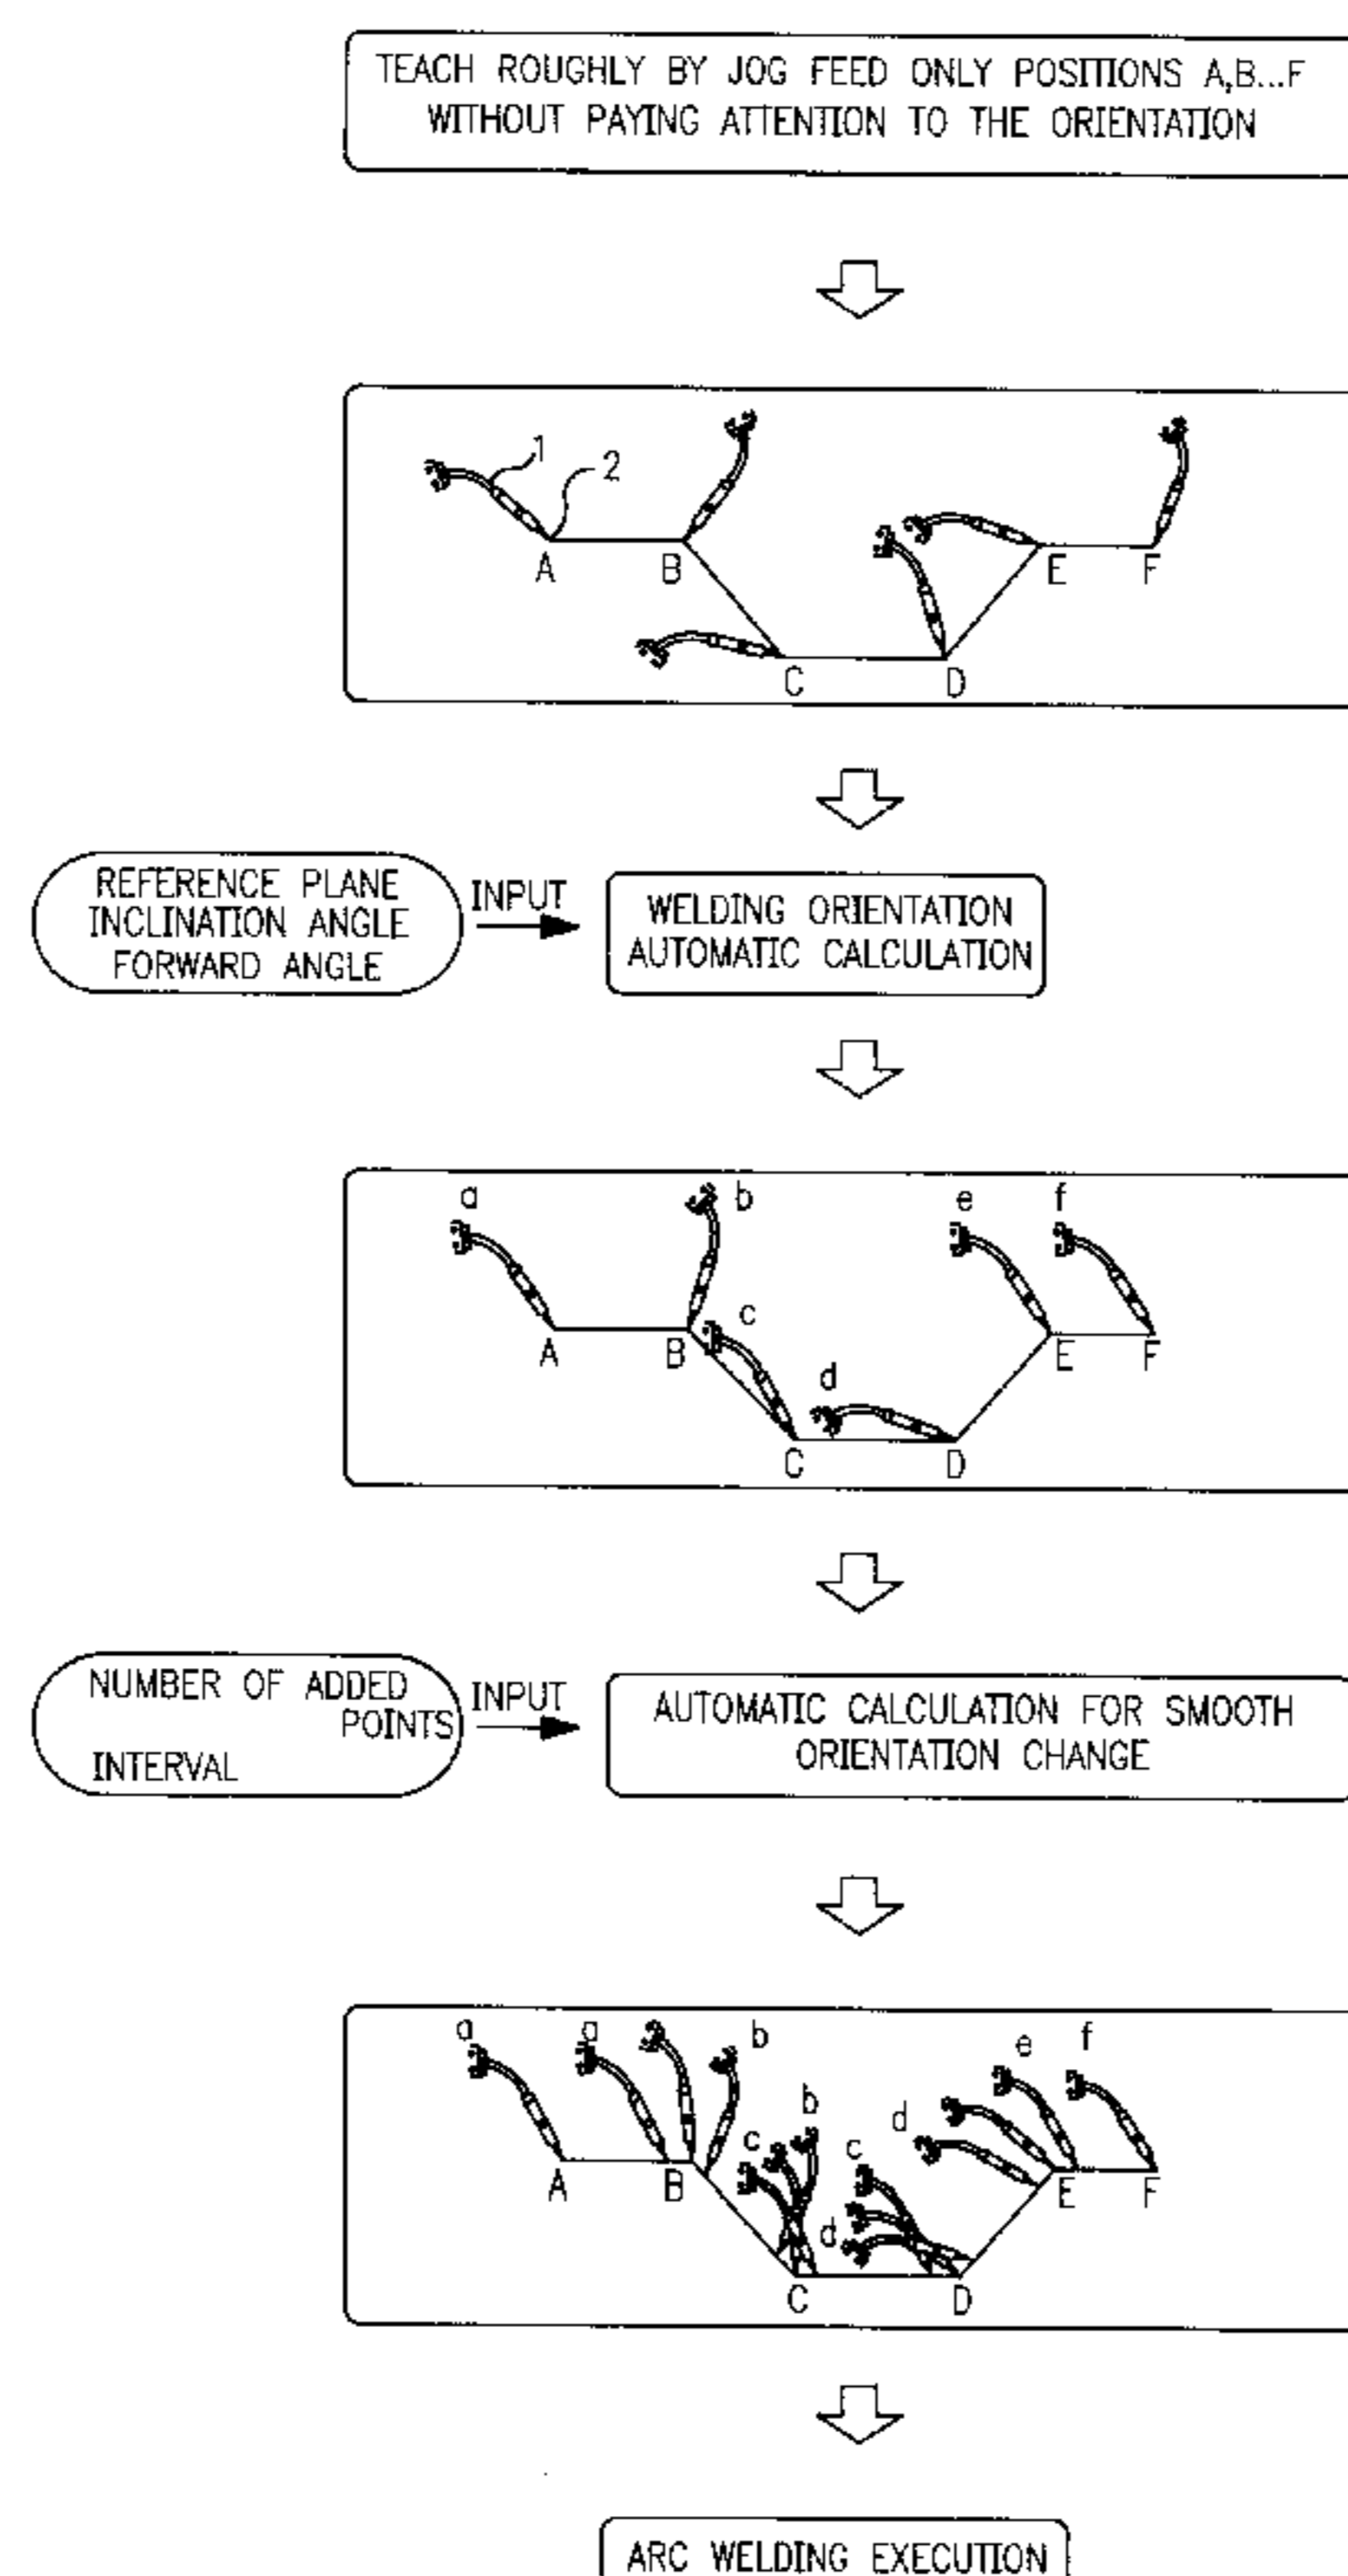 TEACH ROUGHLY BY JOG FEED ONLY POSITIONS A,B...F
WITHOUT PAYING ATTENTION TO THE ORIENTATION
1
2
A
B
E
F
C
D
REFERENCE PLANE
INCLINATION ANGLE
FORWARD ANGLE
INPUT
WELDING ORIENTATION
AUTOMATIC CALCULATION
a
b
e
f
c
A
B
E
F
d
C
D
NUMBER OF ADDED
POINTS
INTERVAL
INPUT
AUTOMATIC CALCULATION FOR SMOOTH
ORIENTATION CHANGE
a
a
b
e
f
b
d
c
c
A
B
E
F
d
C
D
ARC WELDING EXECUTION